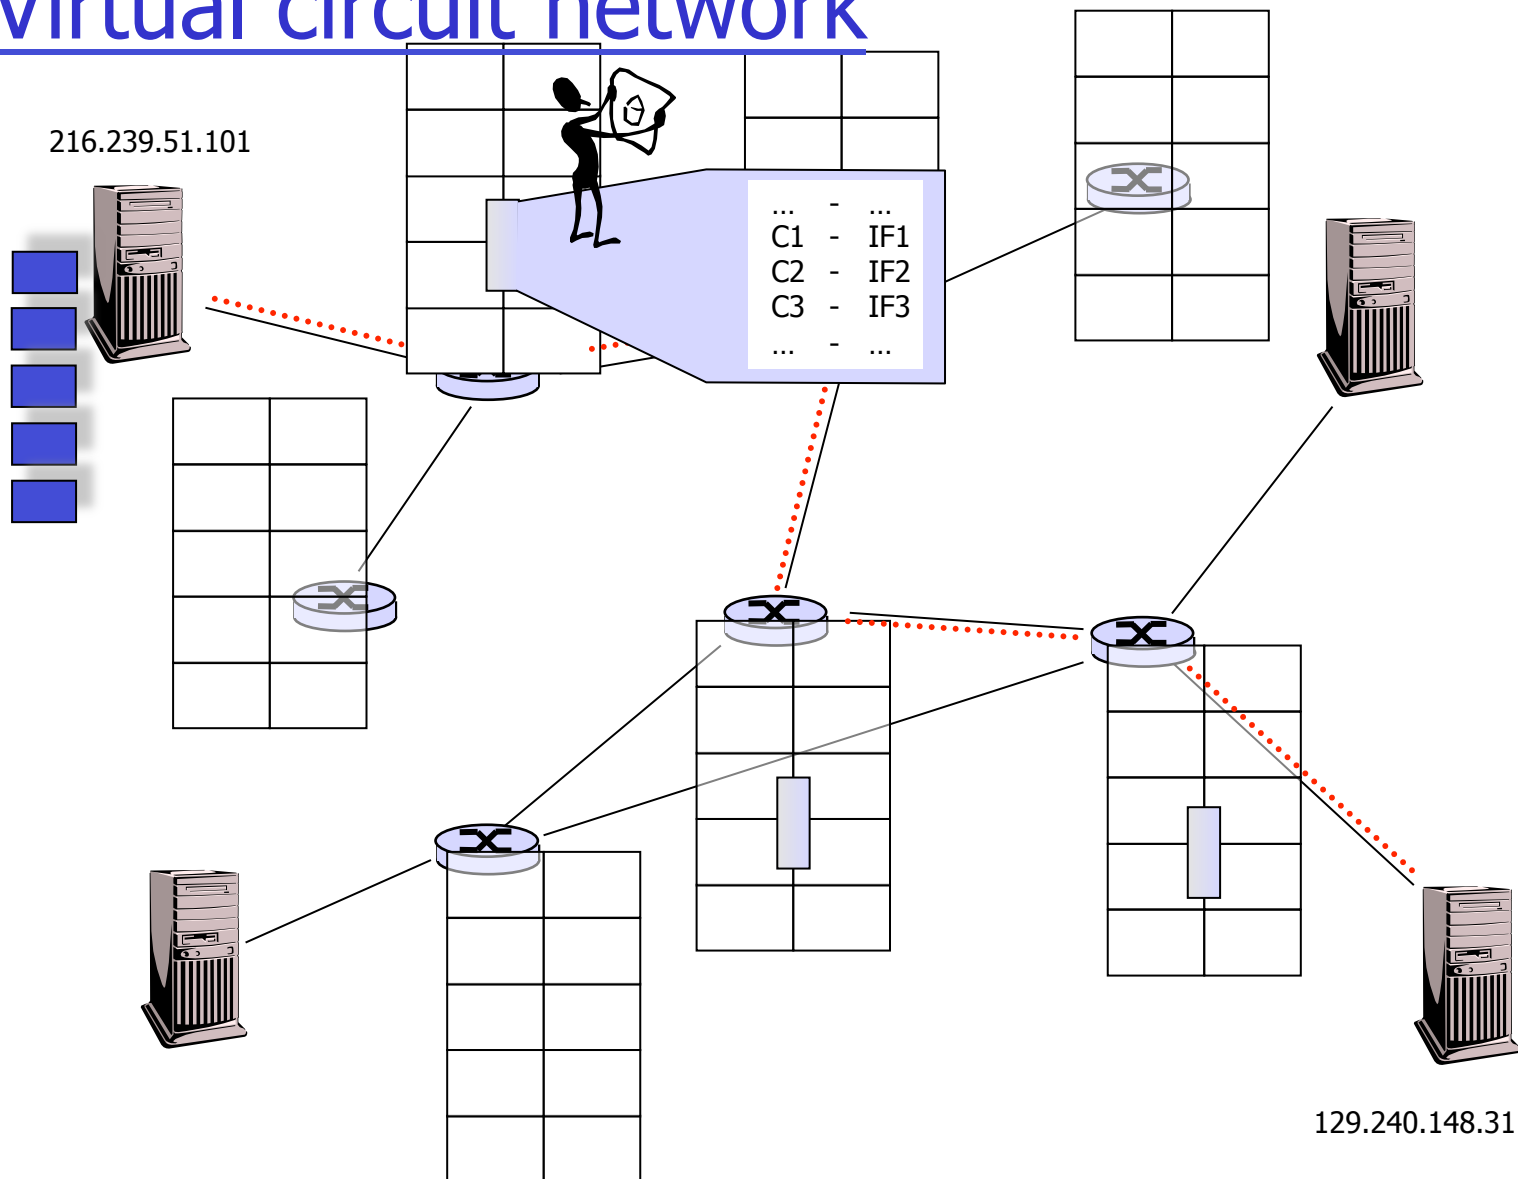 Virtual circuit network
216.239.51.101
... - ...
C1 - IF1
C2 - IF2
C3 - IF3
... - ...
129.240.148.31